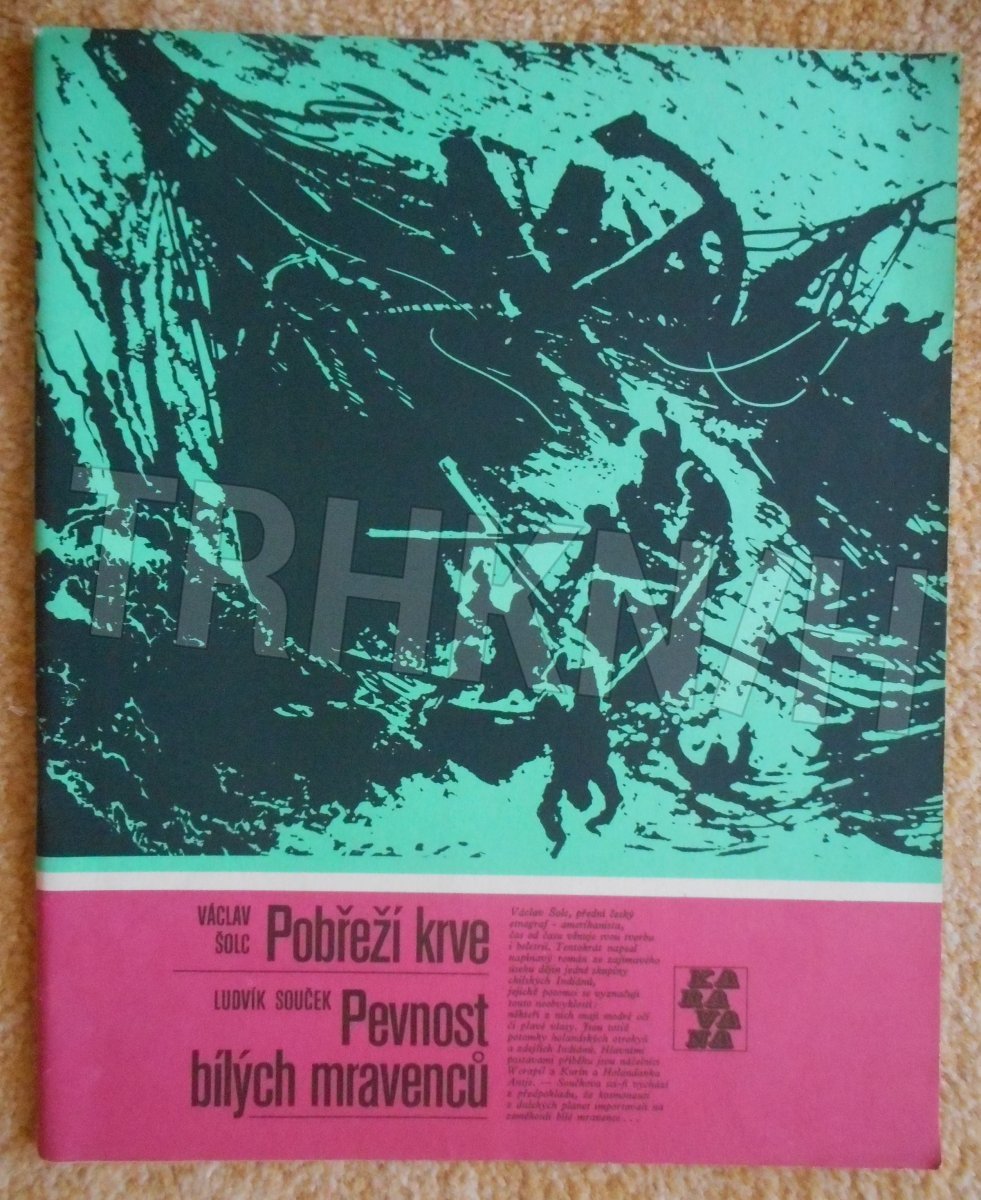 TRHKNIH
VÁCLAV
ŠOLC
Pobřeží krve
LUDVÍK SOUČEK
Pevnost
bílých mravenců
Václav Šolc, přední český
etnograf - amerikanista,
čas od času věnuje svou tvorbu
i beletrii. Tentokrát napsal
napínavý román ze zajímavého
úseku dějin jedné skupiny
chilských Indiánů,
jejichž potomci se vyznačují
touto neobvyklostí:
někteří z nich mají modré oči
či plavé vlasy. Jsou totiž
potomky holandských otroků
a zdejších Indiánů. Hlavními
postavami příběhu jsou náčelníci
a Kurín a Holanďanka
Antje. — Součkova sci-fi vychází
z předpokladu, že kosmonauti
z dalekých planet importovali na
zeměkouli bílé mravence . . .
KA
RA
VA
NA